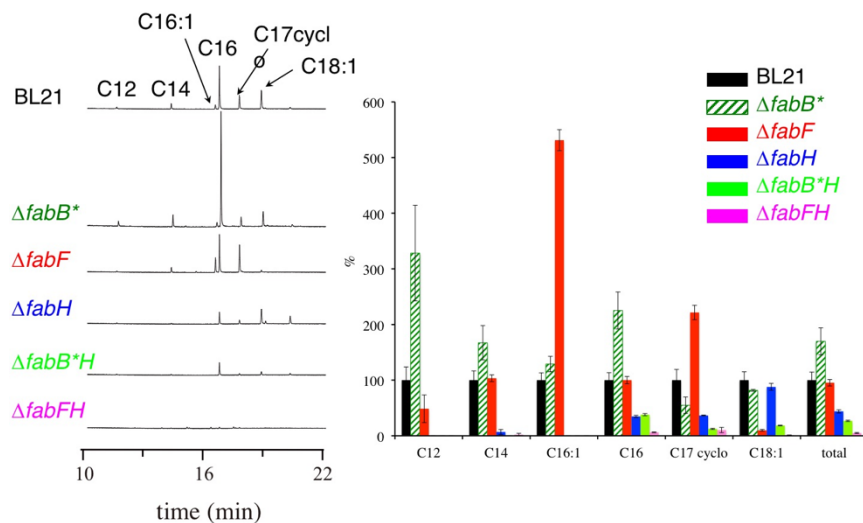 C16:1
C16
C17cycl
o
C18:1
C12
C14
BL21
ΔfabB*
ΔfabF
ΔfabH
ΔfabB*H
ΔfabFH
10
16
22
time (min)
BL21
ΔfabB*
ΔfabF
ΔfabH
ΔfabB*H
ΔfabFH
600
500
400
300
200
100
0
%
C12
C14
C16:1
C16
C17 cyclo
C18:1
total